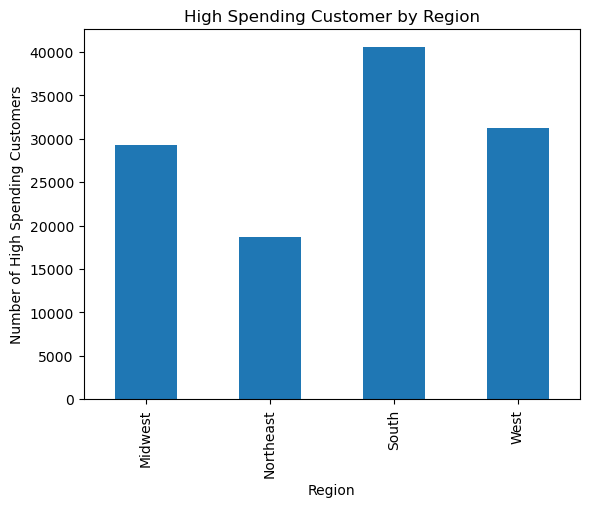 High Spending Customer by Region
Number of High Spending Customers
40000
35000
30000
25000
20000
15000
10000
5000
0
Midwest
Northeast
South
West
Region